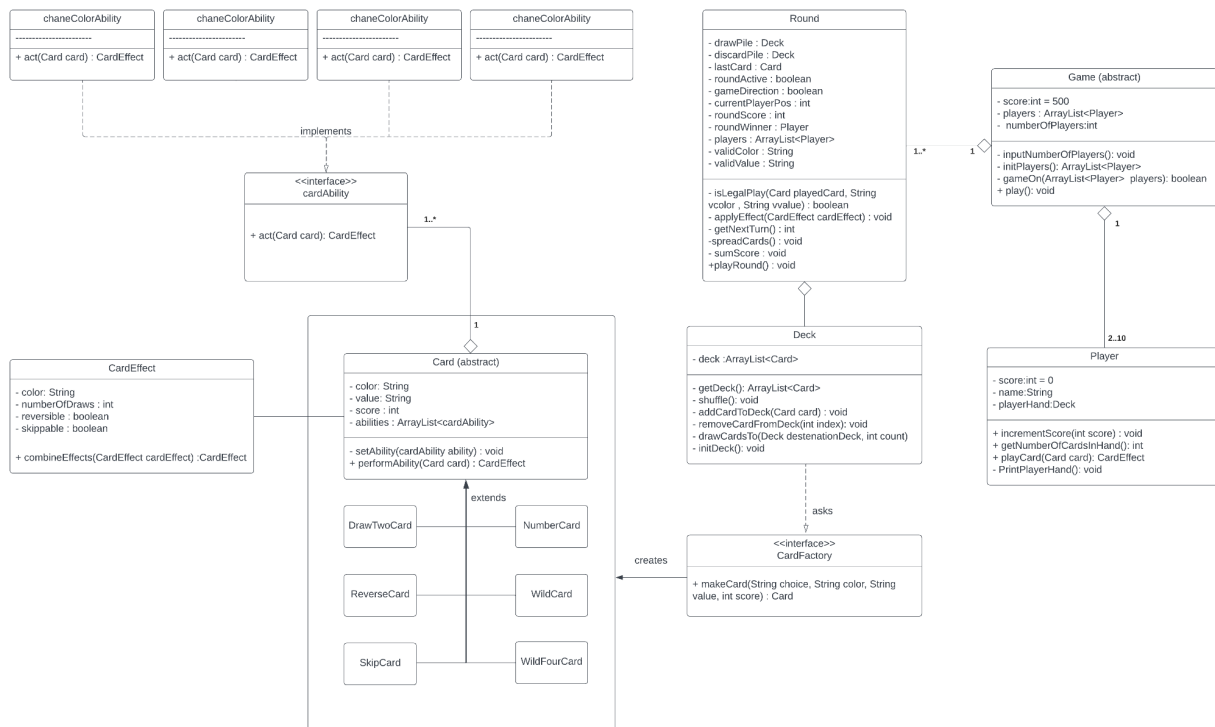 chaneColorAbility
-----------------------
+ act(Card card) : CardEffect
chaneColorAbility
-----------------------
+ act(Card card) : CardEffect
chaneColorAbility
-----------------------
+ act(Card card) : CardEffect
chaneColorAbility
-----------------------
+ act(Card card) : CardEffect
implements
<<interface>>
cardAbility
+ act(Card card): CardEffect
1..*
1
Round
- drawPile : Deck
- discardPile : Deck
- lastCard : Card
- roundActive : boolean
- gameDirection : boolean
- currentPlayerPos : int
- roundScore : int
- roundWinner : Player
- players : ArrayList<Player>
- validColor : String
- validValue : String
- isLegalPlay(Card playedCard, String
vcolor , String vvalue) : boolean
- applyEffect(CardEffect cardEffect) : void
- getNextTurn() : int
-spreadCards() : void
- sumScore : void
+playRound() : void
1..*
1
Game (abstract)
- score:int = 500
- players : ArrayList<Player>
- numberOfPlayers:int
- inputNumberOfPlayers(): void
- initPlayers(); ArrayList<Player>
- gameOn(ArrayList<Player> players): boolean
+ play(): void
1
2..10
Player
- score:int = 0
- name:String
- playerHand:Deck
+ incrementScore(int score) : void
+ getNumberOfCardsInHand(): int
+ playCard(Card card): CardEffect
- PrintPlayerHand(): void
Deck
- deck :ArrayList<Card>
- getDeck(): ArrayList<Card>
- shuffle(): void
- addCardToDeck(Card card) : void
- removeCardFromDeck(int index): void
- drawCardsTo(Deck destenationDeck, int count)
- initDeck(): void
asks
<<interface>>
CardFactory
+ makeCard(String choice, String color, String
value, int score) : Card
creates
CardEffect
- color: String
- numberOfDraws : int
- reversible : boolean
- skippable : boolean
+ combineEffects(CardEffect cardEffect) :CardEffect
Card (abstract)
- color: String
- value: String
- score : int
- abilities : ArrayList<cardAbility>
- setAbility(cardAbility ability) : void
+ performAbility(Card card) : CardEffect
extends
DrawTwoCard
NumberCard
ReverseCard
WildCard
SkipCard
WildFourCard